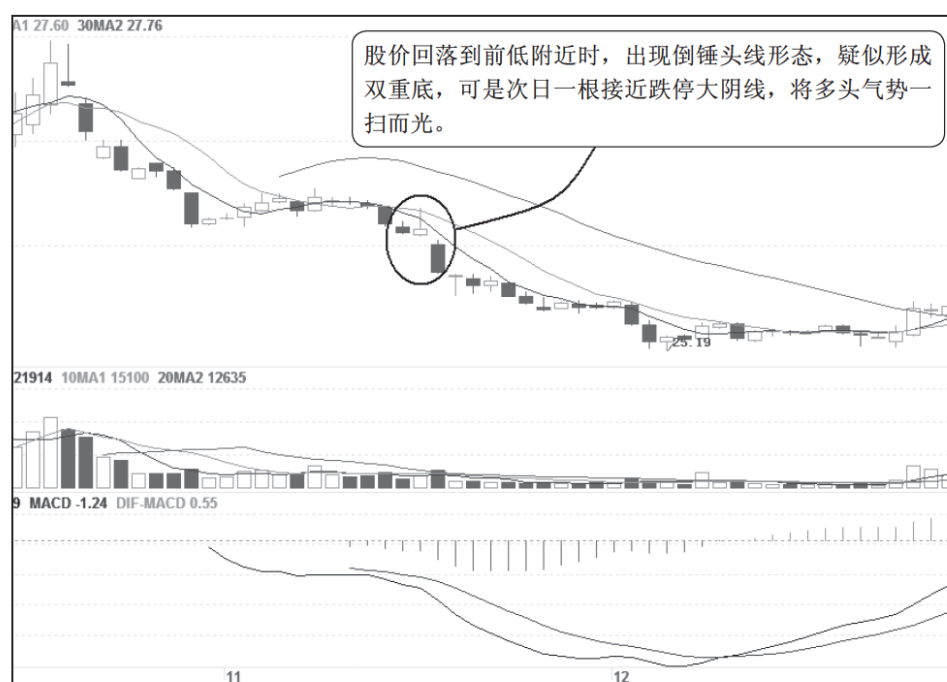 A1 27.60 30MA2 27.76
股价回落到前低附近时，出现倒锤头线形态，疑似形成
双重底，可是次日一根接近跌停大阴线，将多头气势一
扫而光。
25.19
21914 10MA1 15100 20MA2 12635
9 MACD -1.24 DIF-MACD 0.55
11 12